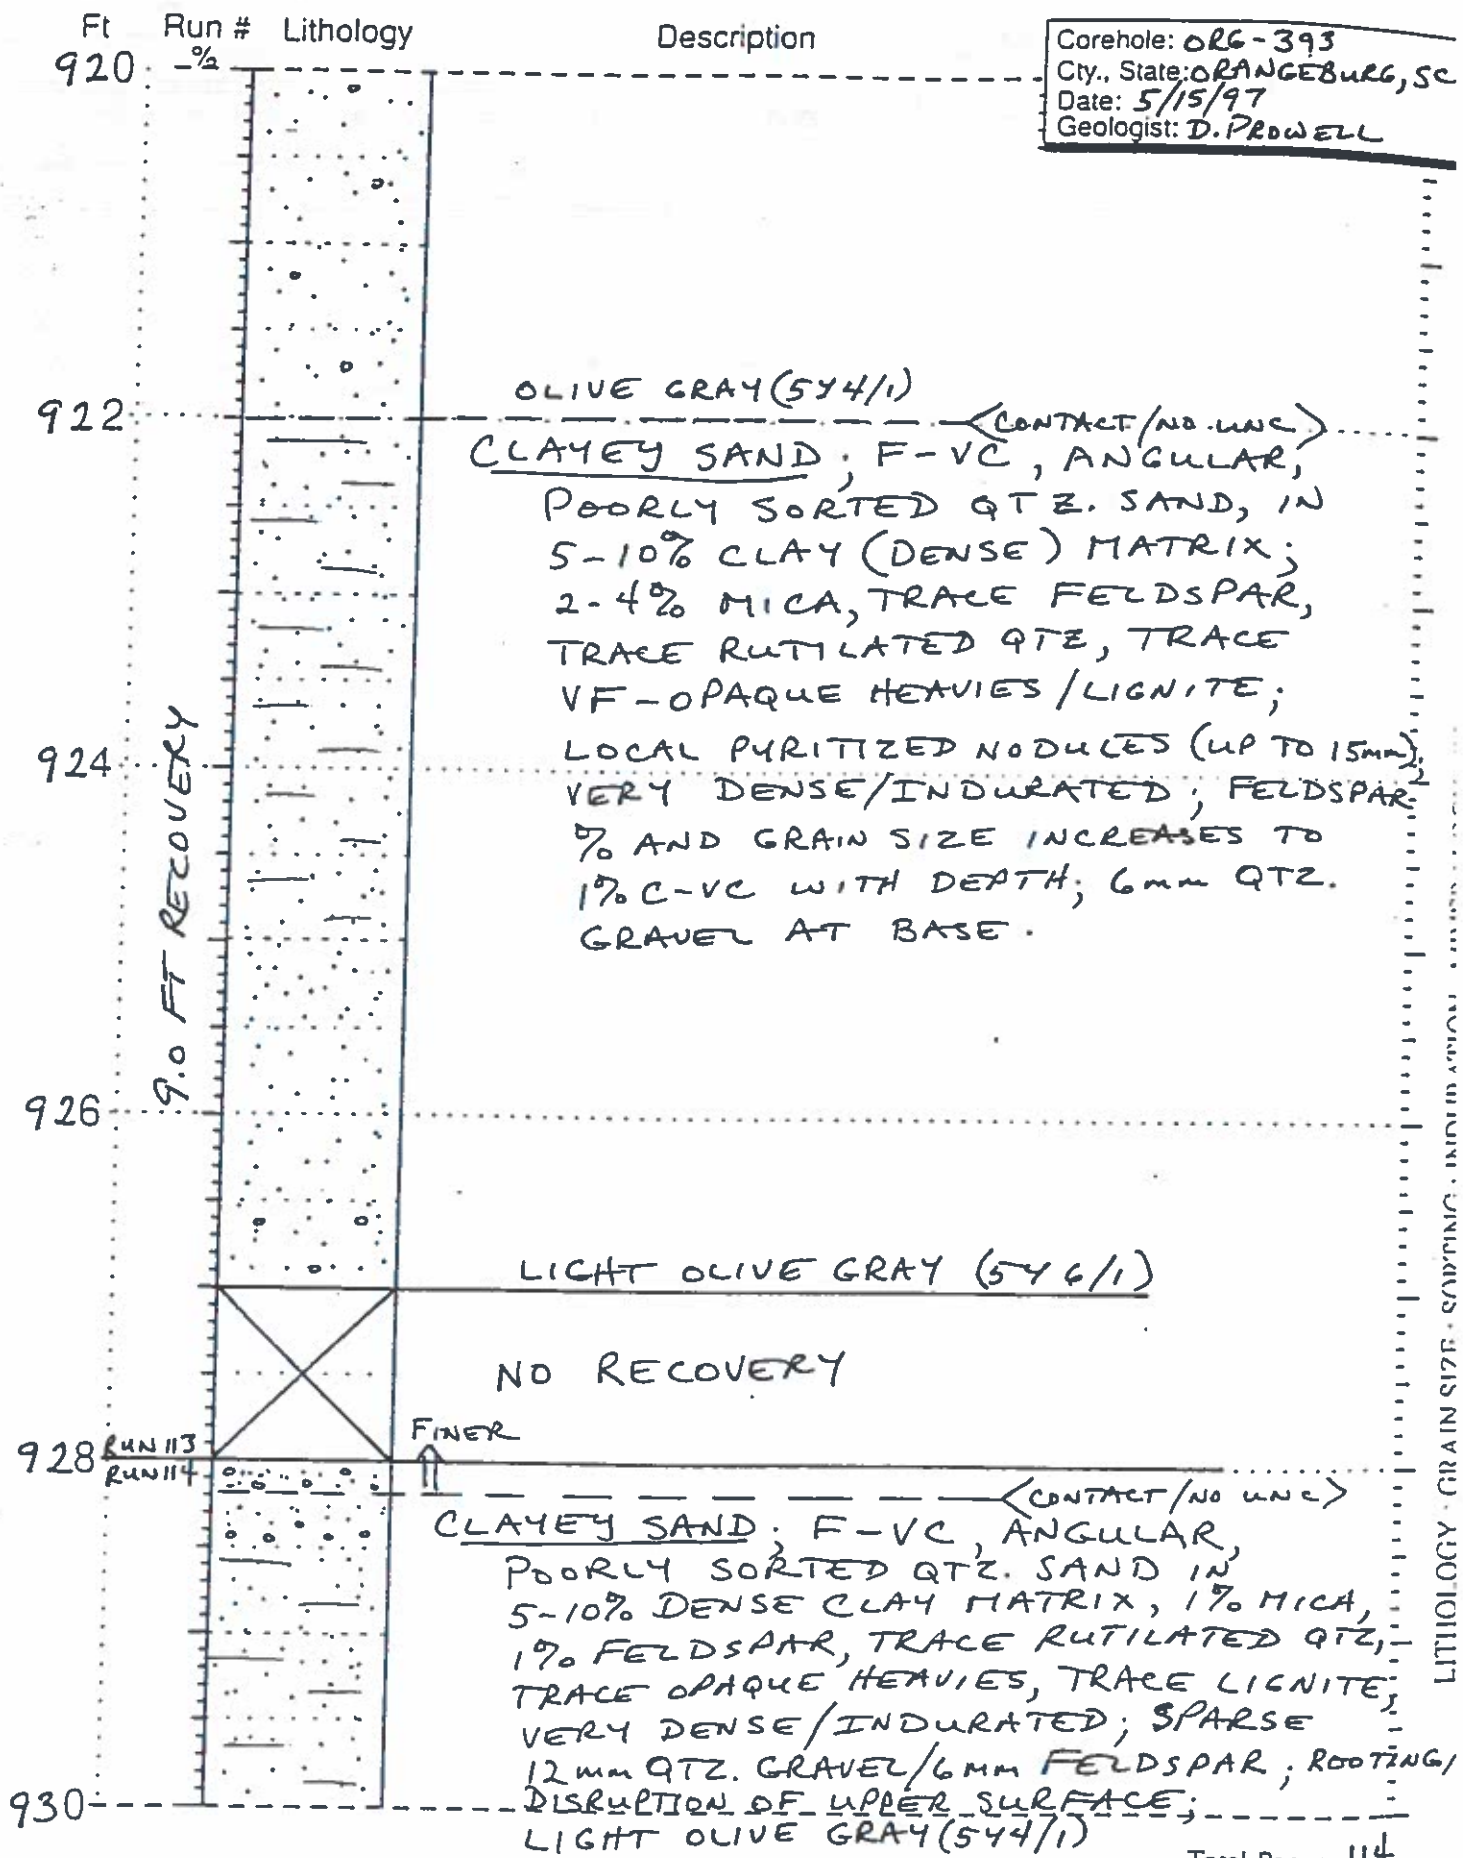 Ft Run # Lithology Description
-%
Corehole: ORG-393
Cty., State: ORANGEBURG, SC
Date: 5/15/97
Geologist: D. PROWELL
920
OLIVE GRAY (5Y4/1)
922
<CONTACT/NO UNC>
CLAYEY SAND; F-VC, ANGULAR,
POORLY SORTED QTZ. SAND, IN
5-10% CLAY (DENSE) MATRIX;
2-4% MICA, TRACE FELDSPAR,
TRACE RUTILATED QTZ, TRACE
VF-OPAQUE HEAVIES/LIGNITE;
LOCAL PYRITIZED NODULES (UP TO 15mm);
924
VERY DENSE/INDURATED; FELDSPAR
% AND GRAIN SIZE INCREASES TO
1% C-VC WITH DEPTH; 6mm QTZ.
GRAVEL AT BASE.
9.0 FT RECOVERY
926
LIGHT OLIVE GRAY (5Y6/1)
NO RECOVERY
FINER
928 RUN 113
RUN 114
<CONTACT/NO UNC>
CLAYEY SAND; F-VC, ANGULAR,
POORLY SORTED QTZ. SAND IN
5-10% DENSE CLAY MATRIX, 1% MICA,
1% FELDSPAR, TRACE RUTILATED QTZ,
TRACE OPAQUE HEAVIES, TRACE LIGNITE;
VERY DENSE/INDURATED; SPARSE
12mm QTZ. GRAVEL/6mm FELDSPAR; ROOTING/
930
DISRUPTION OF UPPER SURFACE;
LIGHT OLIVE GRAY (5Y4/1)
114
LITHOLOGY · GRAIN SIZE · SORTING · INDURATION